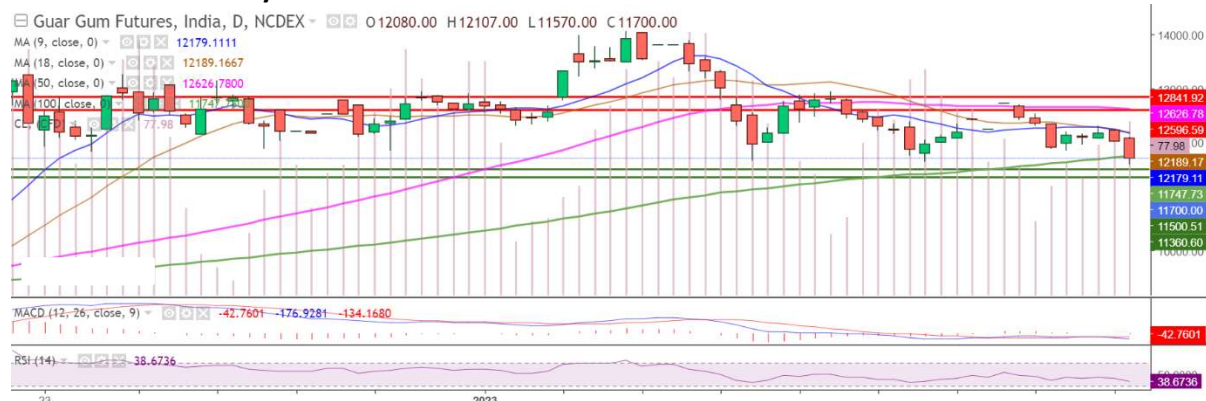 Guar Gum Futures, India, D, NCDEX O12080.00 H12107.00 L11570.00 C11700.00
MA (9, close, 0) 12179.1111
MA (18, close, 0) 12189.1667
MA (50, close, 0) 12626.7800
MA (100, close, 0) 11747.7
77.98
14000.00
12841.92
12626.78
12596.59
77.98
12189.17
12179.11
11747.73
11700.00
11500.51
11360.60
10000.00
MACD (12, 26, close, 9) -42.7601 -176.9281 -134.1680
-42.7601
RSI (14) 38.6736
38.6736
23
2023